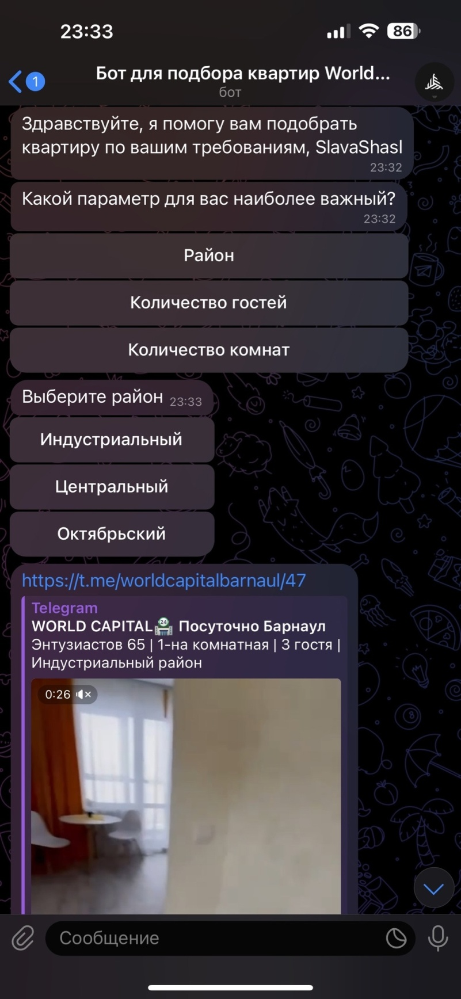 23:33
86
1
Бот для подбора квартир World...
бот
Здравствуйте, я помогу вам подобрать
квартиру по вашим требованиям, SlavaShasl
23:32
Какой параметр для вас наиболее важный?
23:32
Район
Количество гостей
Количество комнат
Выберите район 23:33
Индустриальный
Центральный
Октябрьский
https://t.me/worldcapitalbarnaul/47
Telegram
WORLD CAPITAL🏪 Посуточно Барнаул
Энтузиастов 65 | 1-на комнатная | 3 гостя |
Индустриальный район
0:26
Сообщение